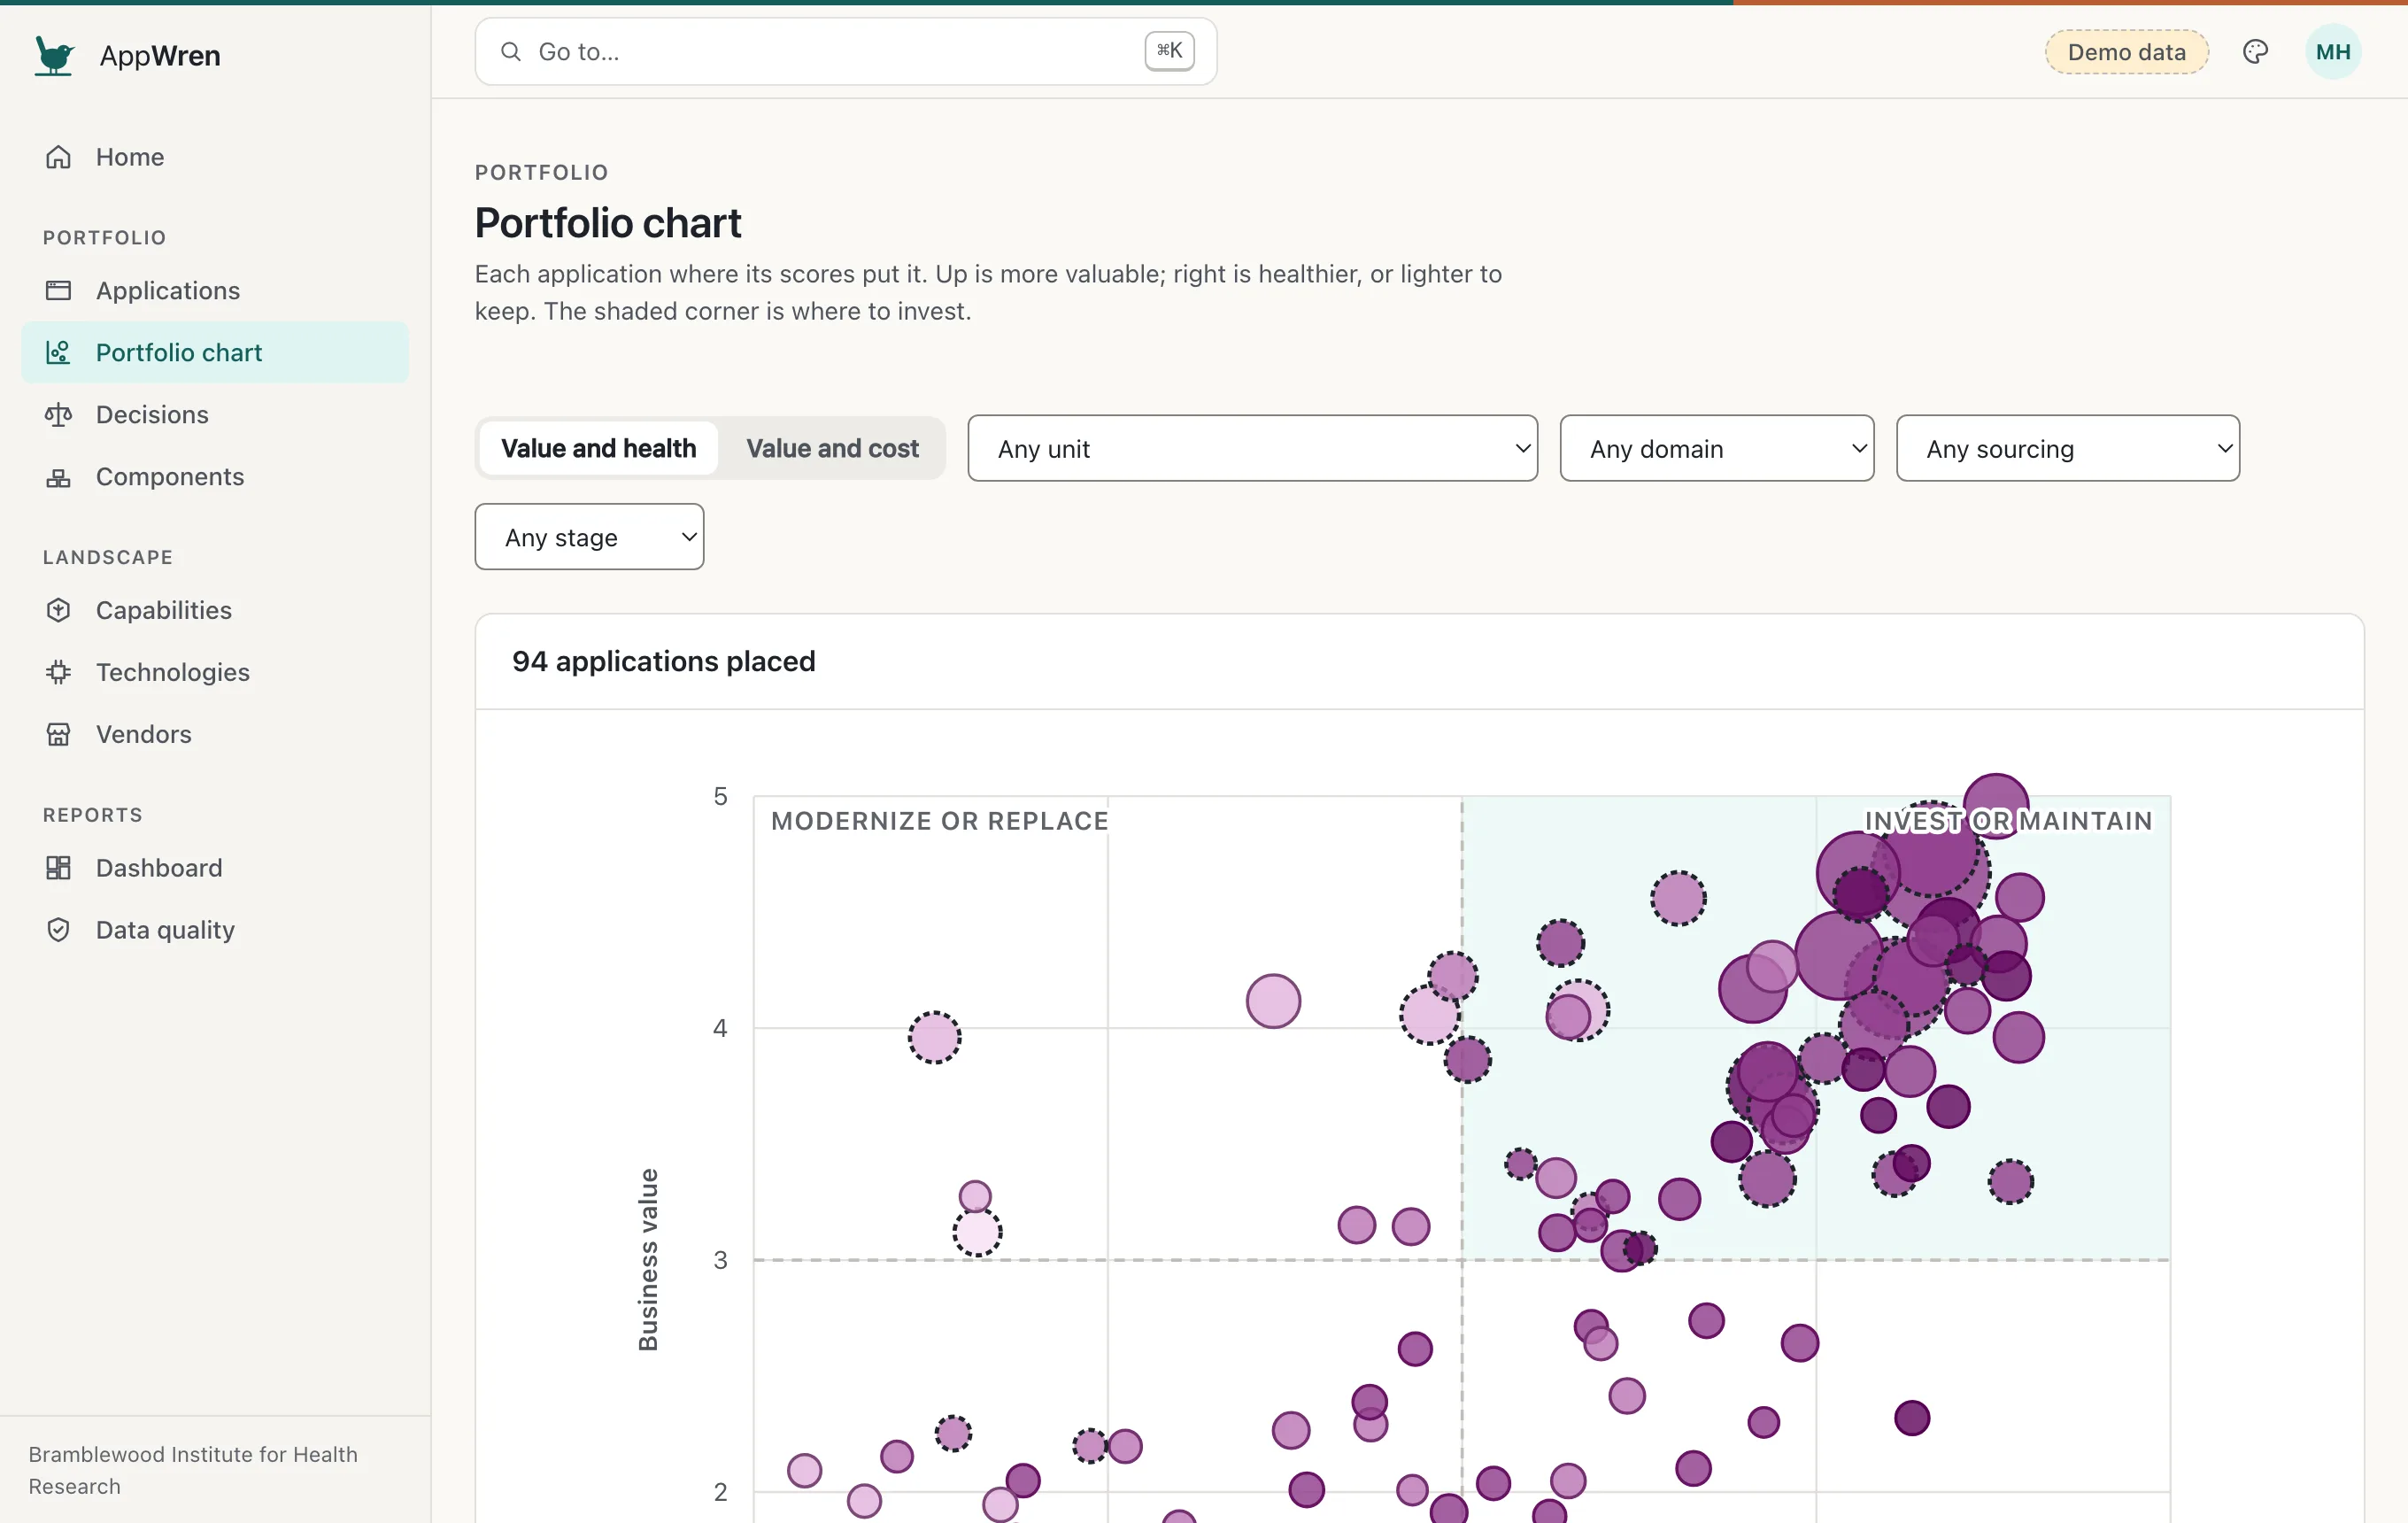 AppWren
Go to...
⌘K
Demo data
MH
Home
PORTFOLIO
Applications
Portfolio chart
Decisions
Components
LANDSCAPE
Capabilities
Technologies
Vendors
REPORTS
Dashboard
Data quality
Bramblewood Institute for Health
Research
PORTFOLIO
Portfolio chart
Each application where its scores put it. Up is more valuable; right is healthier, or lighter to
keep. The shaded corner is where to invest.
Value and health
Value and cost
Any unit
Any domain
Any sourcing
Any stage
94 applications placed
MODERNIZE OR REPLACE
INVEST OR MAINTAIN
5
4
3
2
Business value